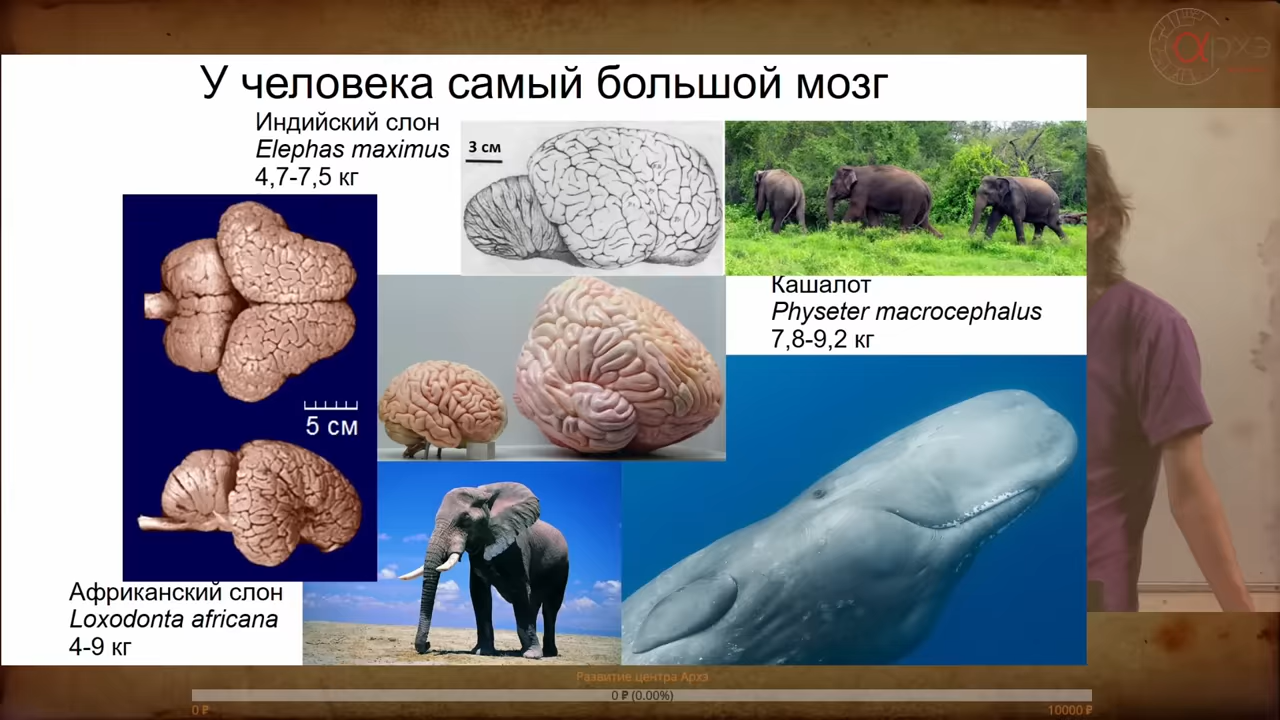 У человека самый большой мозг
Индийский слон
Elephas maximus
4,7-7,5 кг
3 см
Кашалот
Physeter macrocephalus
7,8-9,2 кг
5 см
Африканский слон
Loxodonta africana
4-9 кг
αрхэ
Развитие центра Архэ
0 ₽ (0.00%)
0 ₽
10000 ₽